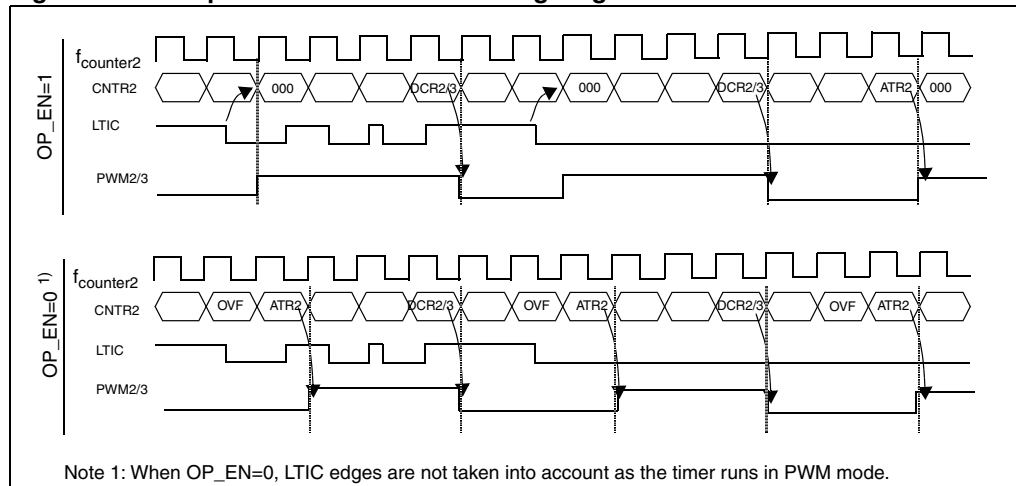 OP_EN=1
fcounter2
CNTR2
000
DCR2/3
000
DCR2/3
ATR2
000
LTIC
PWM2/3
OP_EN=0 1)
fcounter2
CNTR2
OVF
ATR2
DCR2/3
OVF
ATR2
DCR2/3
OVF
ATR2
LTIC
PWM2/3
Note 1: When OP_EN=0, LTIC edges are not taken into account as the timer runs in PWM mode.